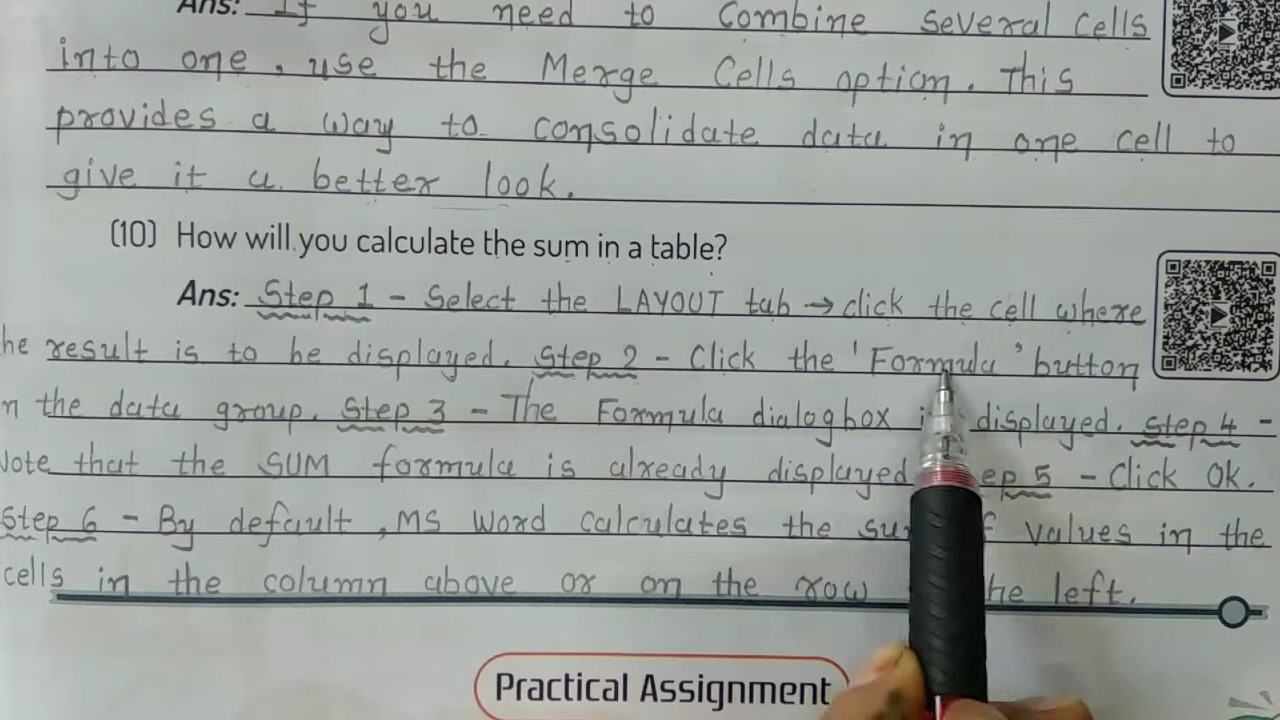 Ans: If you need to combine several cells
into one, use the Merge Cells option. This
provides a way to consolidate data in one cell to
give it a better look.
(10) How will you calculate the sum in a table?
Ans: Step 1 - Select the LAYOUT tab → click the cell where
he result is to be displayed. Step 2 - Click the 'Formula' button
n the data group. Step 3 - The Formula dialogbox displayed. Step 4 -
Note that the SUM formula is already displayed ep 5 - Click Ok.
Step 6 - By default, MS Word calculates the su f values in the
cells in the column above or on the row he left.
Practical Assignment